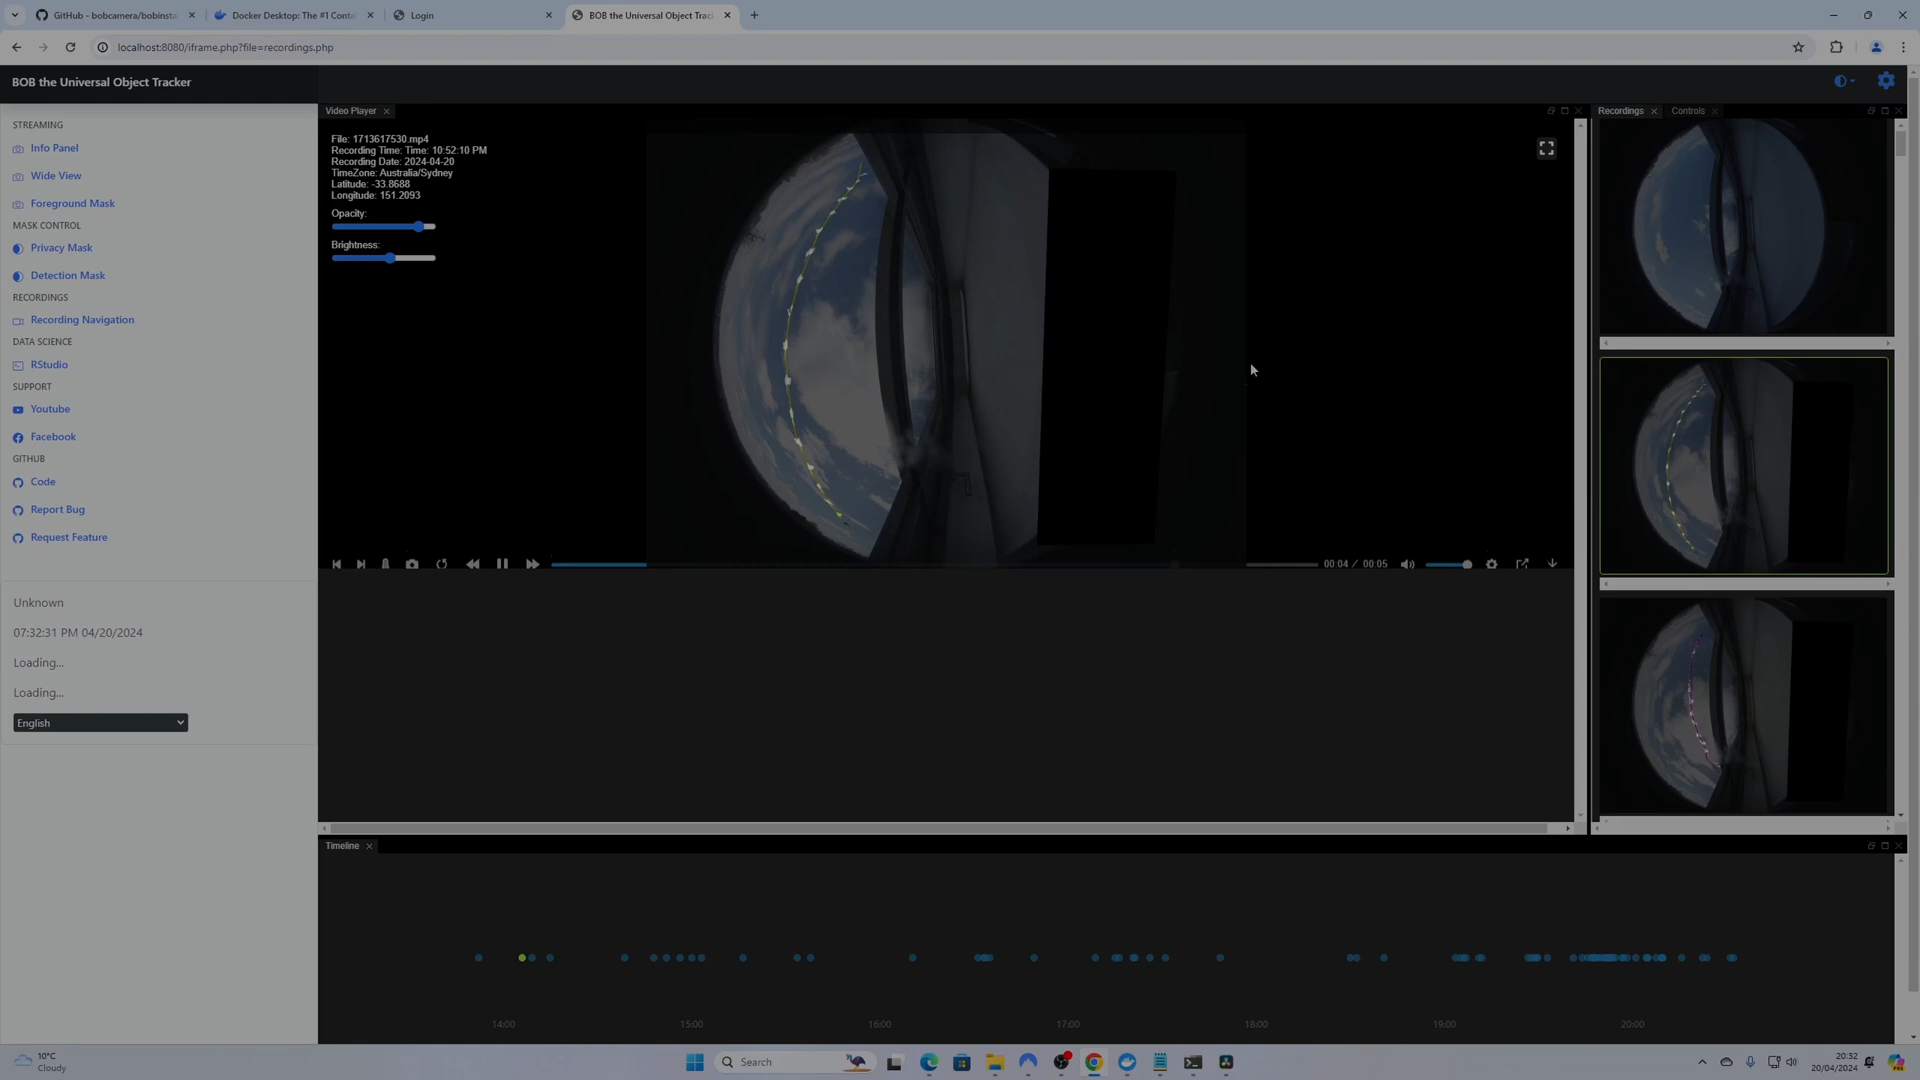 GitHub - bobcamera/bobinsta
Docker Desktop: The #1 Conta
Login
BOB the Universal Object Trac
localhost:8080/iframe.php?file=recordings.php
BOB the Universal Object Tracker
STREAMING
Info Panel
Wide View
Foreground Mask
MASK CONTROL
Privacy Mask
Detection Mask
RECORDINGS
Recording Navigation
DATA SCIENCE
RStudio
SUPPORT
Youtube
Facebook
GITHUB
Code
Report Bug
Request Feature
Unknown
07:32:31 PM 04/20/2024
Loading...
Loading...
English
Video Player
File: 1713617530.mp4
Recording Time: Time: 10:52:10 PM
Recording Date: 2024-04-20
TimeZone: Australia/Sydney
Latitude: -33.8688
Longitude: 151.2093
Opacity:
Brightness:
00:04 / 00:05
Recordings
Controls
Timeline
14:00
15:00
16:00
17:00
18:00
19:00
20:00
10°C
Cloudy
Search
20:32
20/04/2024